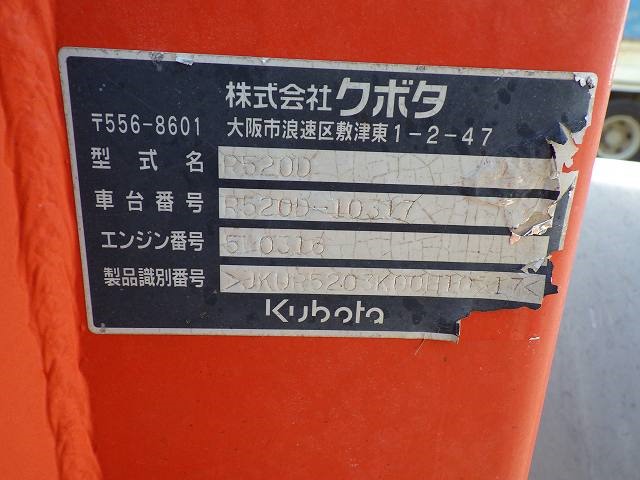 株式会社クボタ
〒556-8601 大阪市浪速区敷津東1-2-47
型式名 R520D
車台番号 R520D-10317
エンジン番号
製品識別番号
Kubota